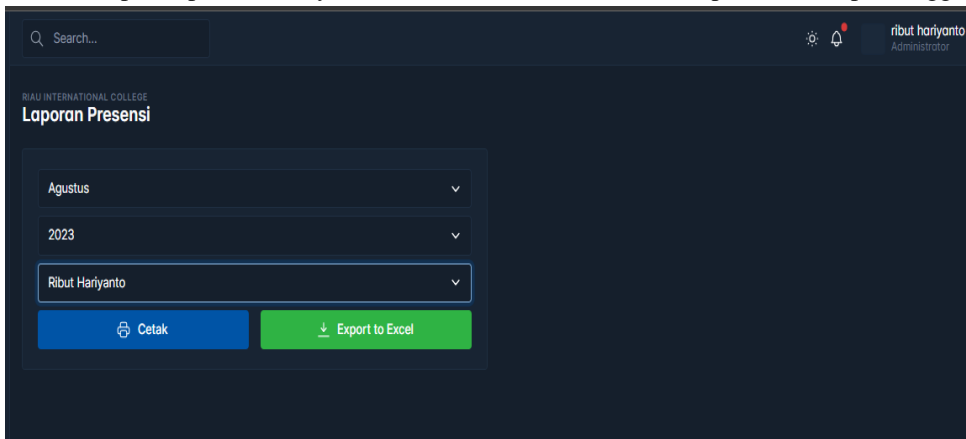 Search...
ribut hariyanto
Administrator
RIAU INTERNATIONAL COLLEGE
Laporan Presensi
Agustus
2023
Ribut Hariyanto
Cetak
Export to Excel